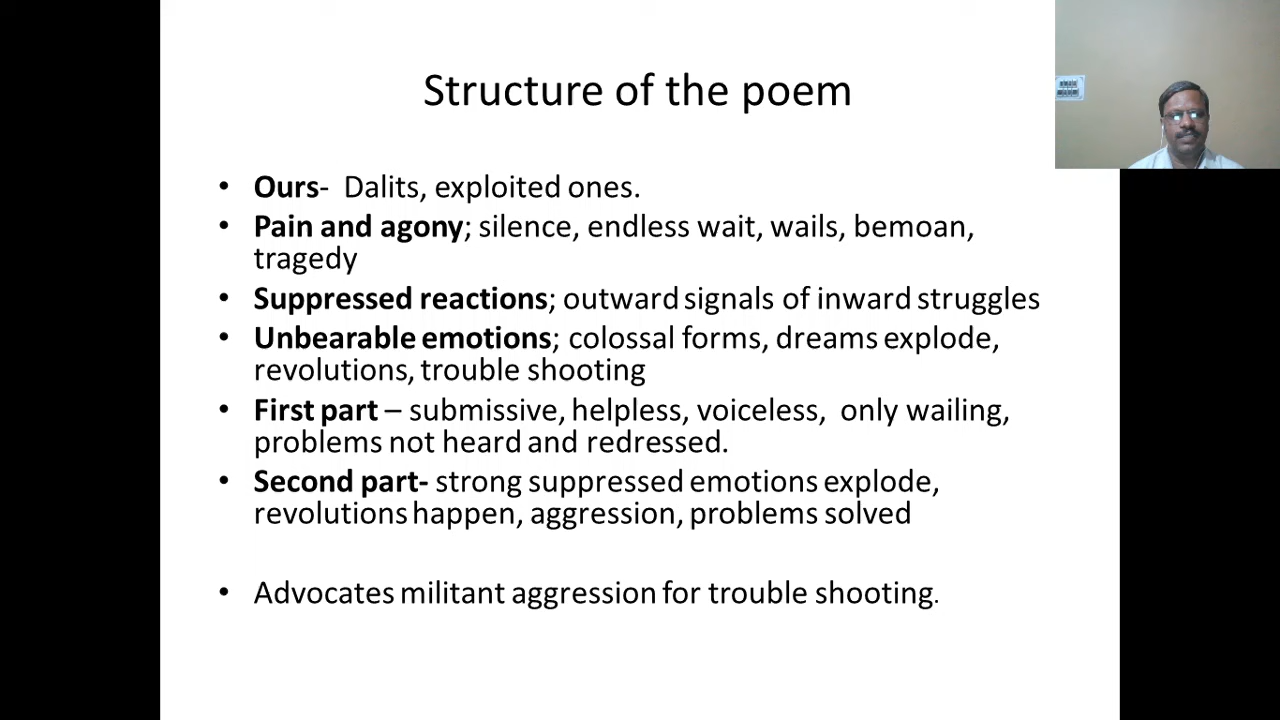 Structure of the poem
• Ours- Dalits, exploited ones.
• Pain and agony; silence, endless wait, wails, bemoan,
tragedy
• Suppressed reactions; outward signals of inward struggles
• Unbearable emotions; colossal forms, dreams explode,
revolutions, trouble shooting
• First part – submissive, helpless, voiceless, only wailing,
problems not heard and redressed.
• Second part- strong suppressed emotions explode,
revolutions happen, aggression, problems solved
• Advocates militant aggression for trouble shooting.